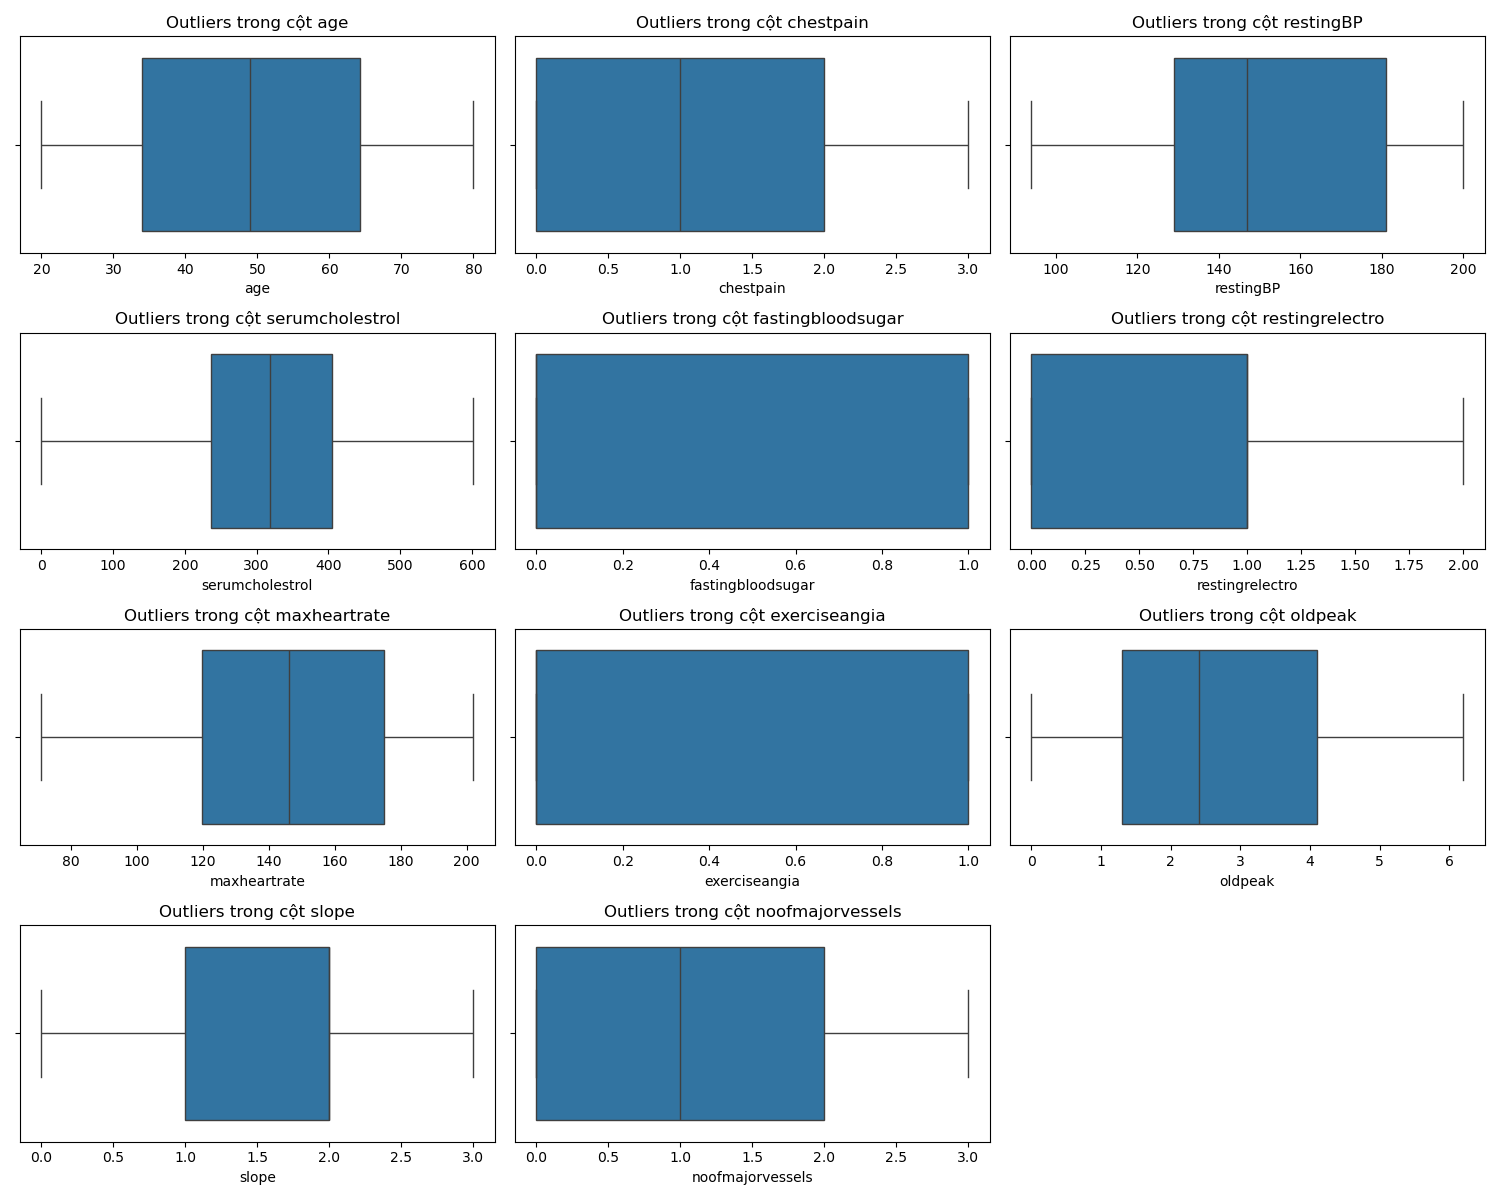 Outliers trong cột age
20 30 40 50 60 70 80
age
Outliers trong cột chestpain
0.0 0.5 1.0 1.5 2.0 2.5 3.0
chestpain
Outliers trong cột restingBP
100 120 140 160 180 200
restingBP
Outliers trong cột serumcholestrol
0 100 200 300 400 500 600
serumcholestrol
Outliers trong cột fastingbloodsugar
0.0 0.2 0.4 0.6 0.8 1.0
fastingbloodsugar
Outliers trong cột restingrelectro
0.00 0.25 0.50 0.75 1.00 1.25 1.50 1.75 2.00
restingrelectro
Outliers trong cột maxheartrate
80 100 120 140 160 180 200
maxheartrate
Outliers trong cột exerciseangia
0.0 0.2 0.4 0.6 0.8 1.0
exerciseangia
Outliers trong cột oldpeak
0 1 2 3 4 5 6
oldpeak
Outliers trong cột slope
0.0 0.5 1.0 1.5 2.0 2.5 3.0
slope
Outliers trong cột noofmajorvessels
0.0 0.5 1.0 1.5 2.0 2.5 3.0
noofmajorvessels